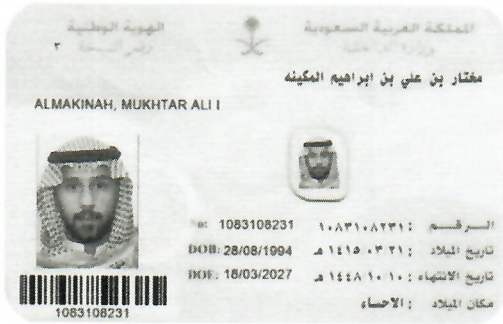 المملكة العربية السعودية
وزارة الداخلية
الهوية الوطنية
رقم النسخة
٣
مختار بن علي بن ابراهيم المكينه
ALMAKINAH, MUKHTAR ALI I
الرقم : ١٠٨٣١٠٨٢٣١ 1083108231
تاريخ الميلاد : ١٤١٥/٠٣/٢١ هـ DOB: 28/08/1994
تاريخ الانتهاء : ١٤٤٨/١٠/١٠ هـ DOE: 18/03/2027
مكان الميلاد : الاحساء
1083108231